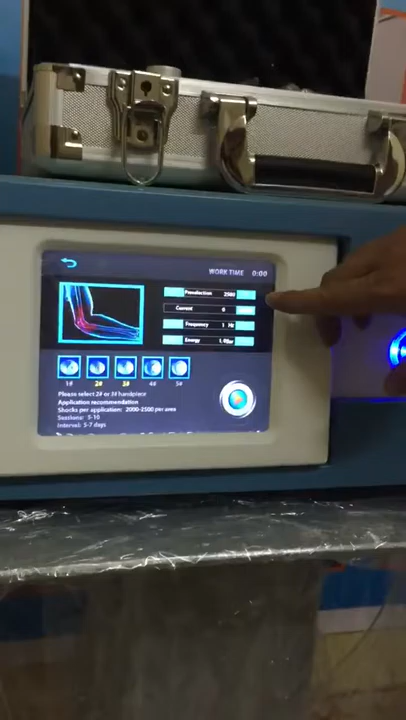 WORK TIME 0:00
Preselection 2500
Current 0
Frequency 1 Hz
Energy 1.0Bar
1# 2# 3# 4# 5#
Please select 2# or 3# handpiece
Application recommendation
Shocks per application: 2000-2500 per area
Sessions: 5-10
Interval: 5-7 days